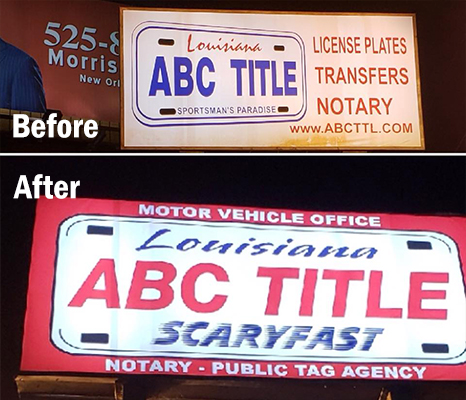 525-8
Morris
New Orl
Louisiana
ABC TITLE
SPORTSMAN'S PARADISE
LICENSE PLATES
TRANSFERS
NOTARY
WWW.ABCTTL.COM
Before
After
MOTOR VEHICLE OFFICE
Louisiana
ABC TITLE
SCARYFAST
NOTARY - PUBLIC TAG AGENCY